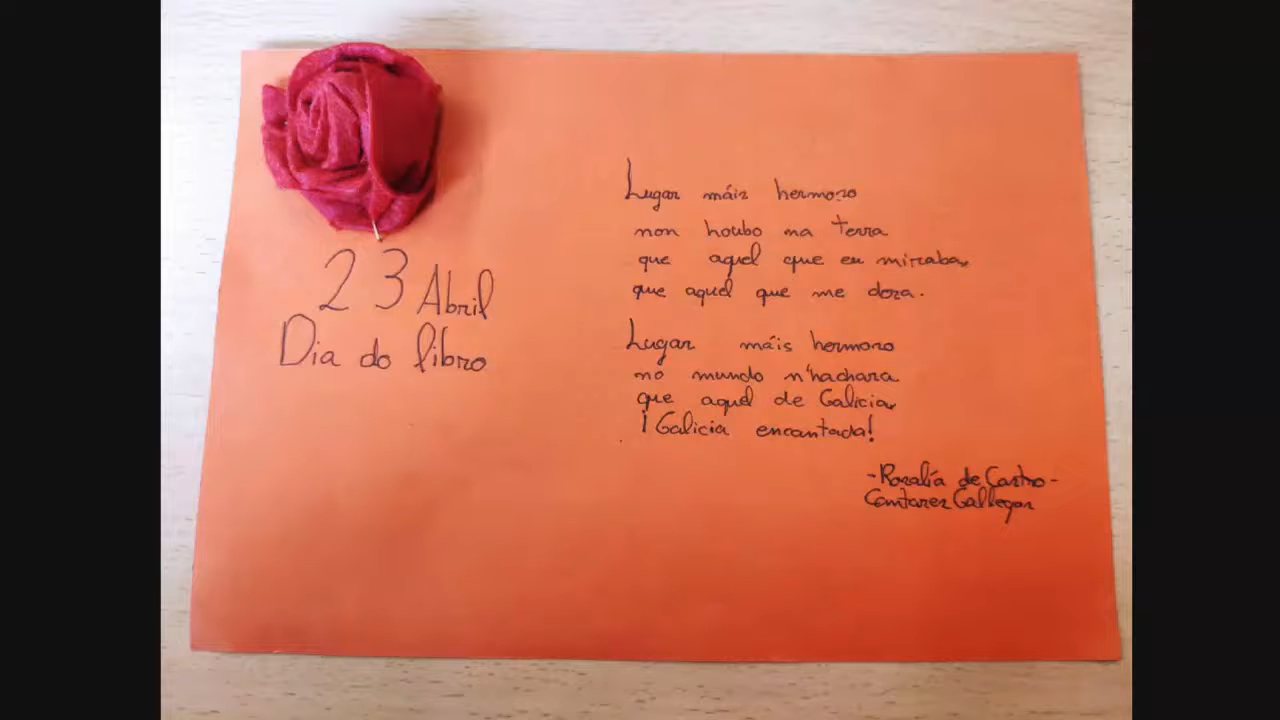 23 Abril
Dia do libro
Lugar máis hermoso
non houbo na terra
que aquel que eu miraba,
que aquel que me dora.
Lugar máis hermoso
no mundo n'hachara
que aquel de Galicia,
¡Galicia encantada!
-Rosalía de Castro-
Cantares Gallegos